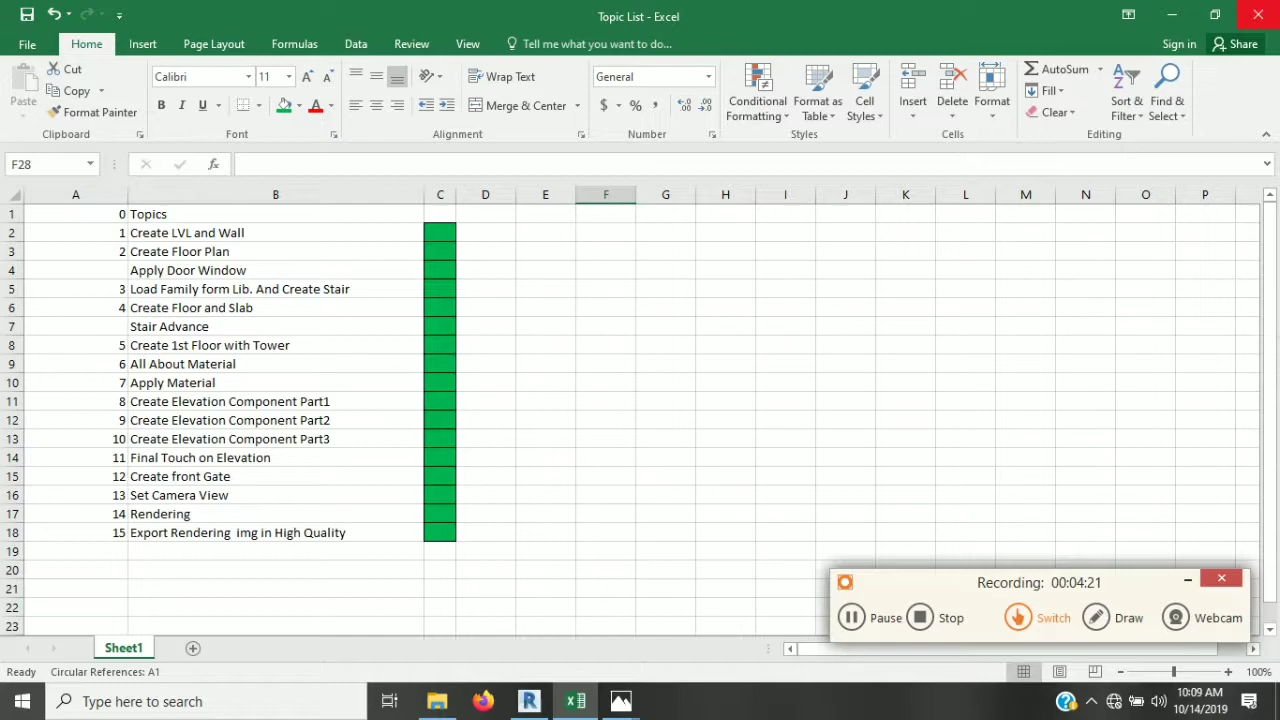 Topic List - Excel
File Home Insert Page Layout Formulas Data Review View Tell me what you want to do... Sign in Share
Cut
Copy
Format Painter
Paste
Clipboard
Calibri 11
B I U
Font
Wrap Text
Merge & Center
Alignment
General
$ % ,
Number
Conditional Formatting
Format as Table
Cell Styles
Styles
Insert Delete Format
Cells
AutoSum
Fill
Clear
Sort & Filter
Find & Select
Editing
F28 fx
A B C D E F G H I J K L M N O P
1 0 Topics
2 1 Create LVL and Wall
3 2 Create Floor Plan
4 Apply Door Window
5 3 Load Family form Lib. And Create Stair
6 4 Create Floor and Slab
7 Stair Advance
8 5 Create 1st Floor with Tower
9 6 All About Material
10 7 Apply Material
11 8 Create Elevation Component Part1
12 9 Create Elevation Component Part2
13 10 Create Elevation Component Part3
14 11 Final Touch on Elevation
15 12 Create front Gate
16 13 Set Camera View
17 14 Rendering
18 15 Export Rendering  img in High Quality
19
20
21
22
23
Recording: 00:04:21
Pause Stop Switch Draw Webcam
Sheet1
Ready Circular References: A1 100%
Type here to search
10:09 AM
10/14/2019